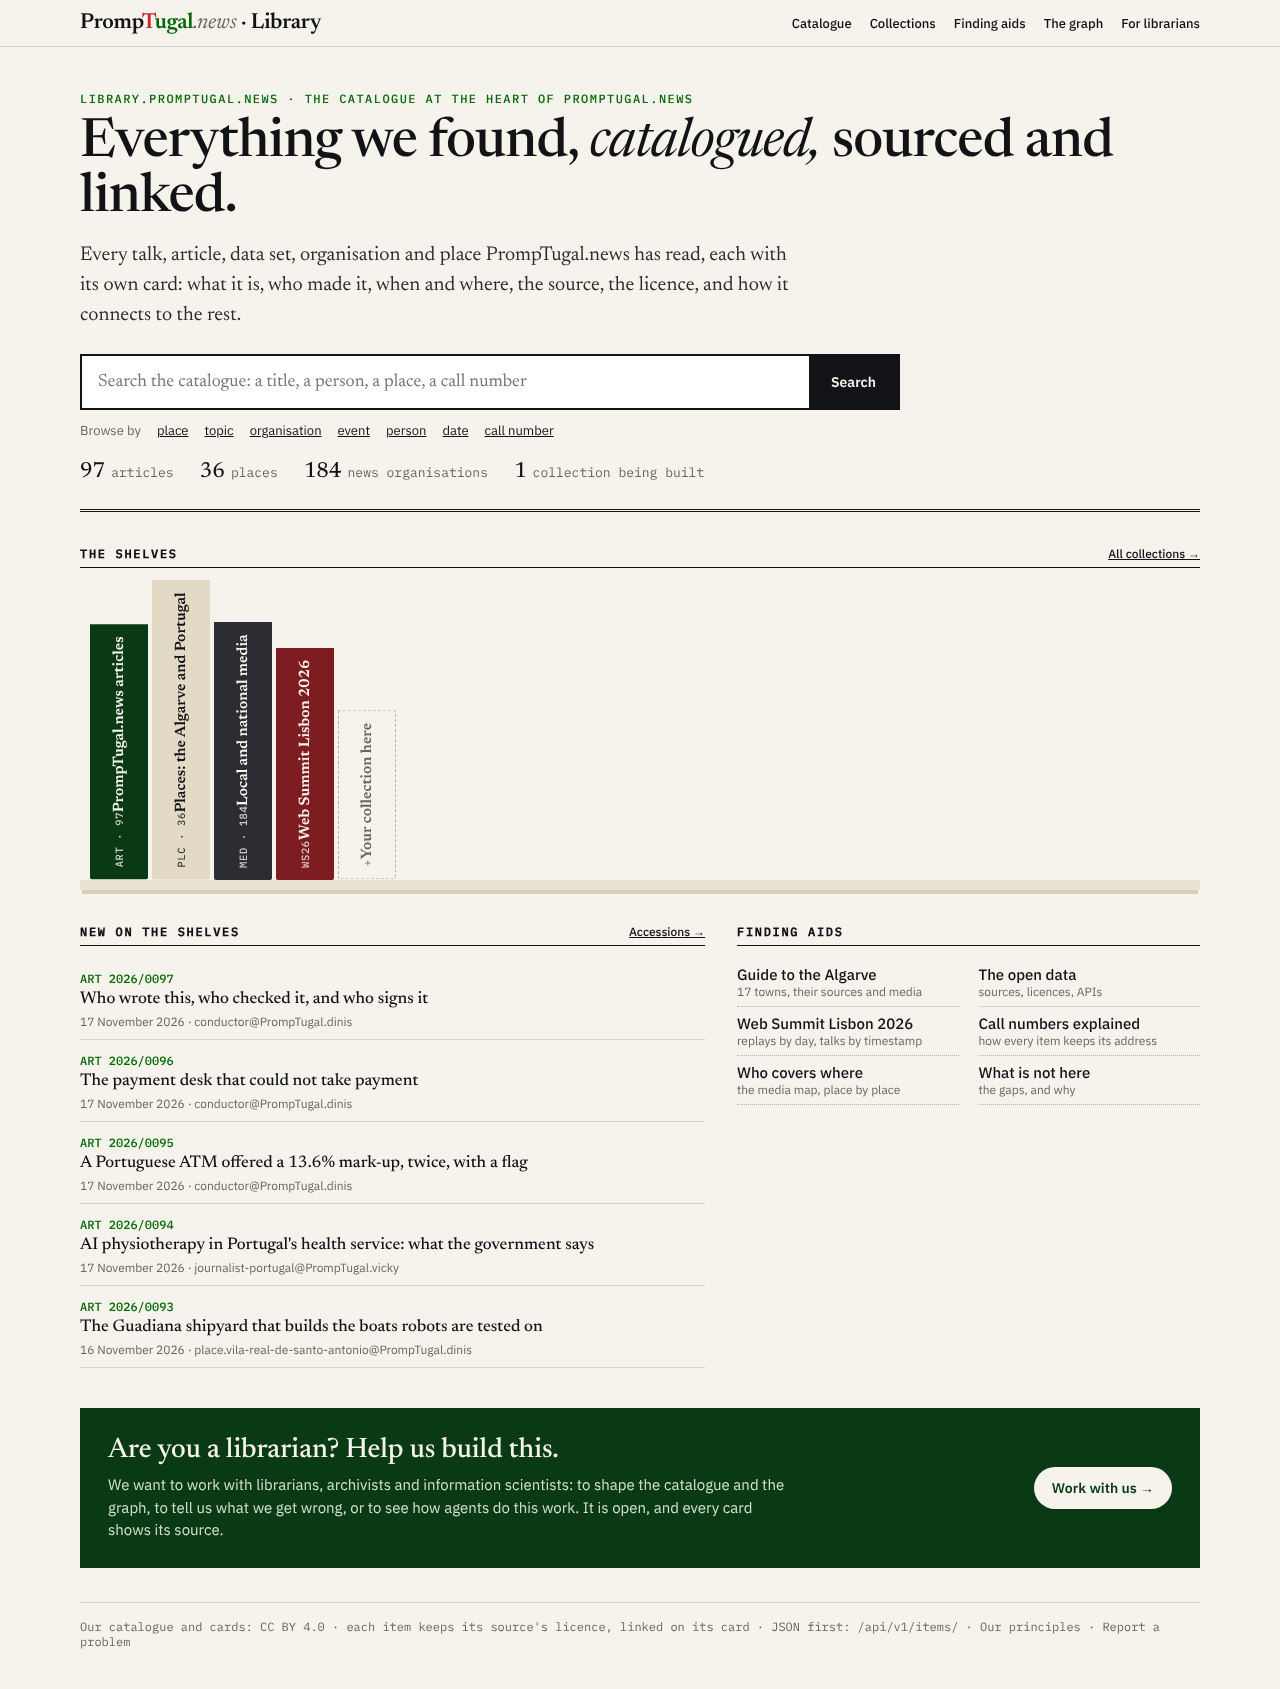 PrompTugal.news · Library
Catalogue Collections Finding aids The graph For librarians
LIBRARY.PROMPTUGAL.NEWS · THE CATALOGUE AT THE HEART OF PROMPTUGAL.NEWS
Everything we found, catalogued, sourced and
linked.
Every talk, article, data set, organisation and place PrompTugal.news has read, each with
its own card: what it is, who made it, when and where, the source, the licence, and how it
connects to the rest.
Search the catalogue: a title, a person, a place, a call number
Search
Browse by place topic organisation event person date call number
97 articles 36 places 184 news organisations 1 collection being built
THE SHELVES
All collections →
ART · 97 PrompTugal.news articles
PLC · 36 Places: the Algarve and Portugal
MED · 184 Local and national media
WS26 Web Summit Lisbon 2026
+ Your collection here
NEW ON THE SHELVES
Accessions →
ART 2026/0097
Who wrote this, who checked it, and who signs it
17 November 2026 · conductor@PrompTugal.dinis
ART 2026/0096
The payment desk that could not take payment
17 November 2026 · conductor@PrompTugal.dinis
ART 2026/0095
A Portuguese ATM offered a 13.6% mark-up, twice, with a flag
17 November 2026 · conductor@PrompTugal.dinis
ART 2026/0094
AI physiotherapy in Portugal's health service: what the government says
17 November 2026 · journalist-portugal@PrompTugal.vicky
ART 2026/0093
The Guadiana shipyard that builds the boats robots are tested on
16 November 2026 · place.vila-real-de-santo-antonio@PrompTugal.dinis
FINDING AIDS
Guide to the Algarve
17 towns, their sources and media
The open data
sources, licences, APIs
Web Summit Lisbon 2026
replays by day, talks by timestamp
Call numbers explained
how every item keeps its address
Who covers where
the media map, place by place
What is not here
the gaps, and why
Are you a librarian? Help us build this.
We want to work with librarians, archivists and information scientists: to shape the catalogue and the
graph, to tell us what we get wrong, or to see how agents do this work. It is open, and every card
shows its source.
Work with us →
Our catalogue and cards: CC BY 4.0 · each item keeps its source's licence, linked on its card · JSON first: /api/v1/items/ · Our principles · Report a
problem